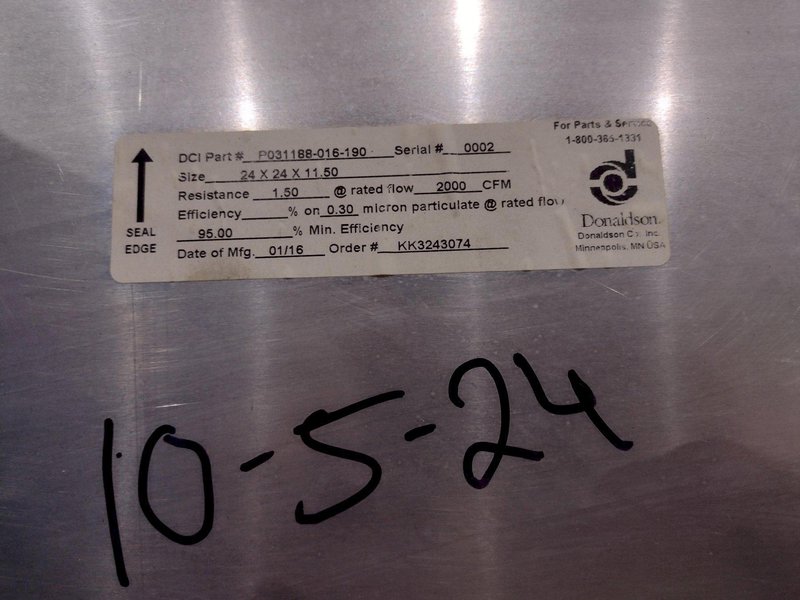 For Parts & Service
1-800-365-1331
DCI Part # P031188-016-190 Serial # 0002
Size 24 X 24 X 11.50
Resistance 1.50 @ rated flow 2000 CFM
Efficiency % on 0.30 micron particulate @ rated flow
95.00 % Min. Efficiency
Date of Mfg. 01/16 Order # KK3243074
SEAL
EDGE
Donaldson
Donaldson Co. Inc.
Minneapolis, MN USA
10-5-24